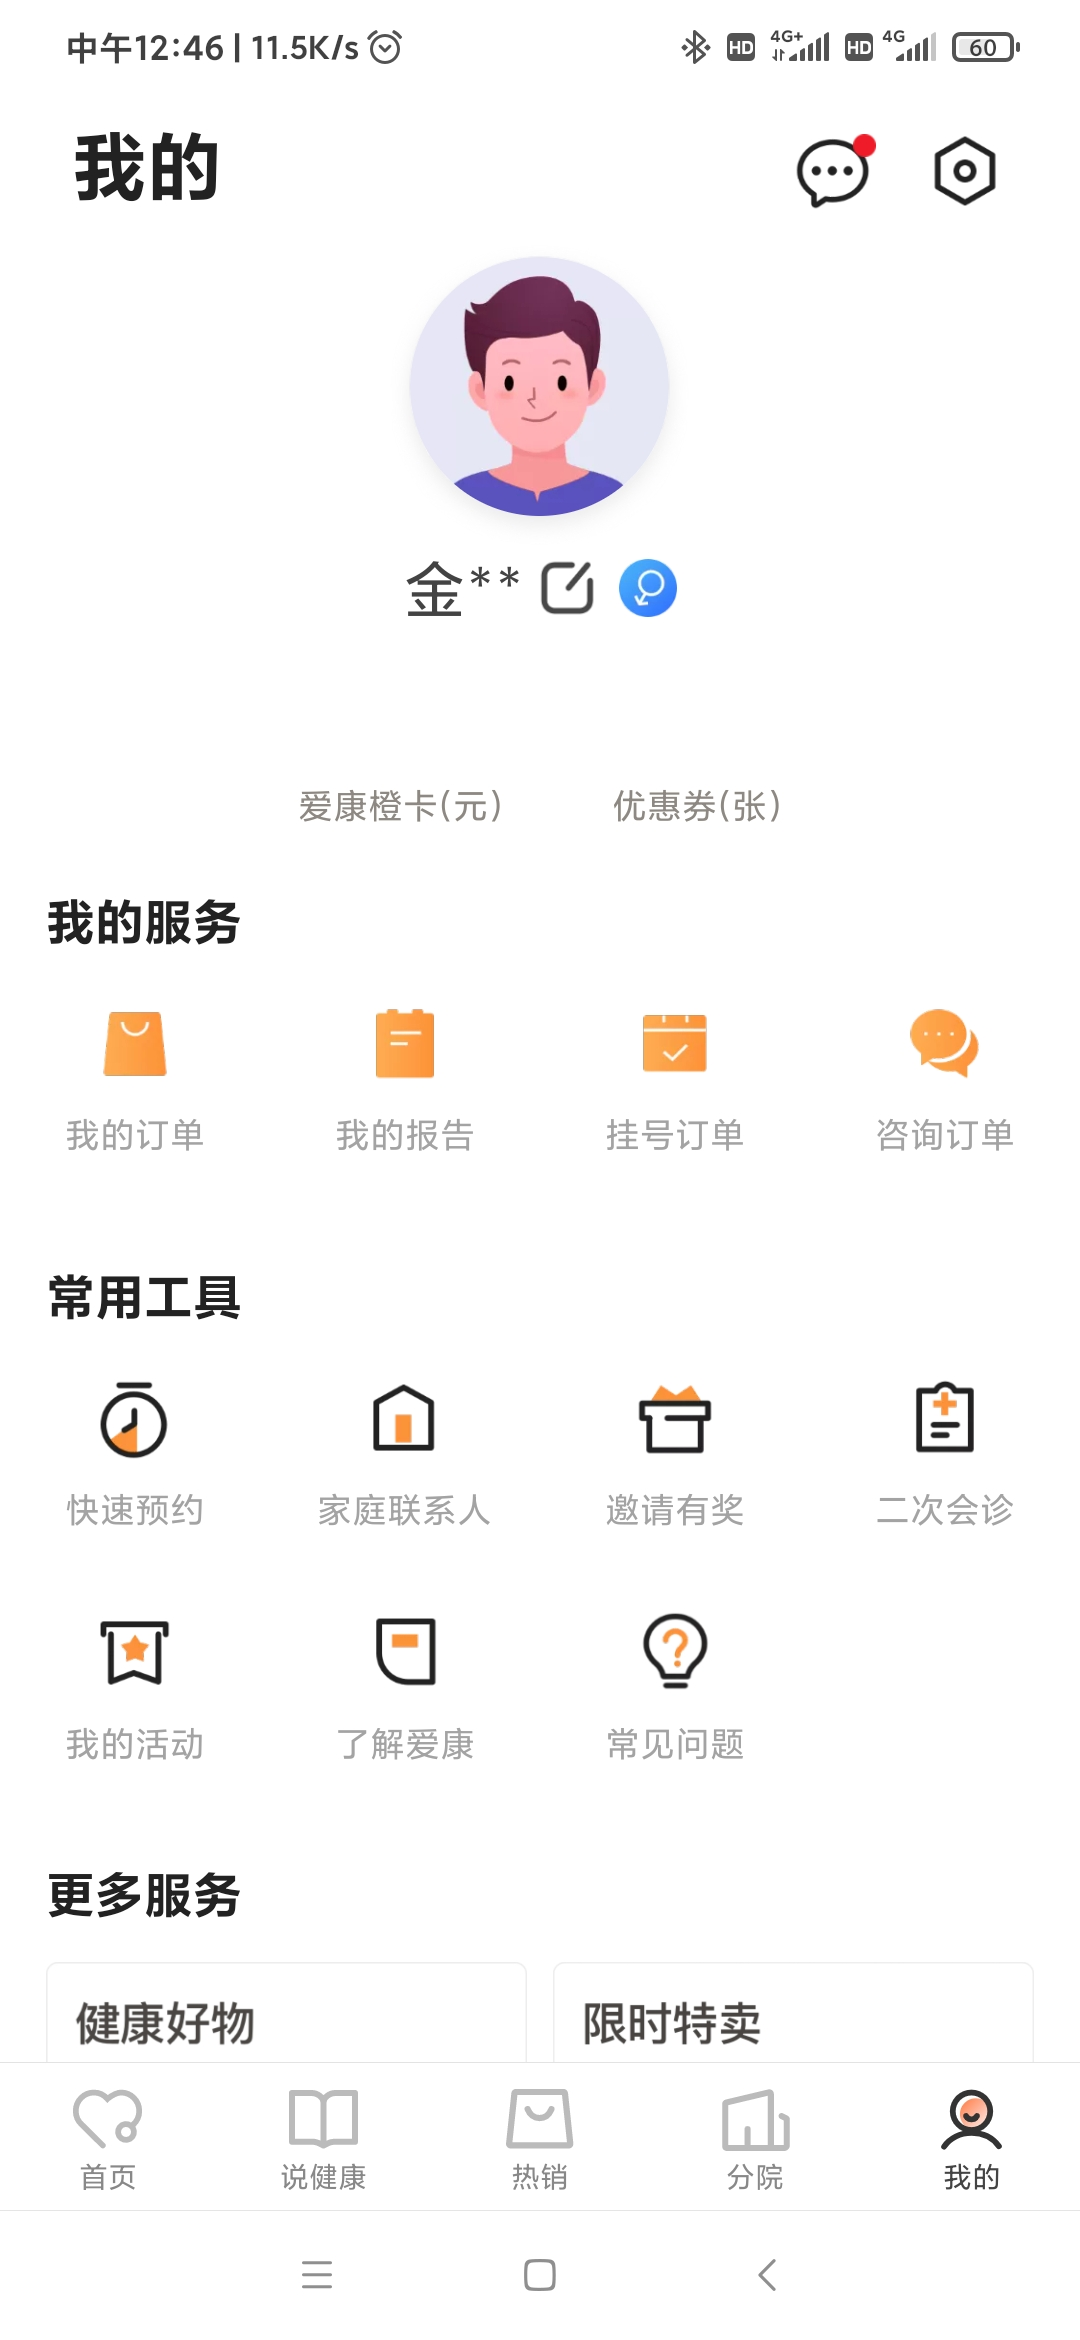 中午12:46 | 11.5K/s
HD 4G+ HD 4G 60
我的
金**
爱康橙卡(元) 优惠券(张)
我的服务
我的订单 我的报告 挂号订单 咨询订单
常用工具
快速预约 家庭联系人 邀请有奖 二次会诊
我的活动 了解爱康 常见问题
更多服务
健康好物 限时特卖
首页 说健康 热销 分院 我的